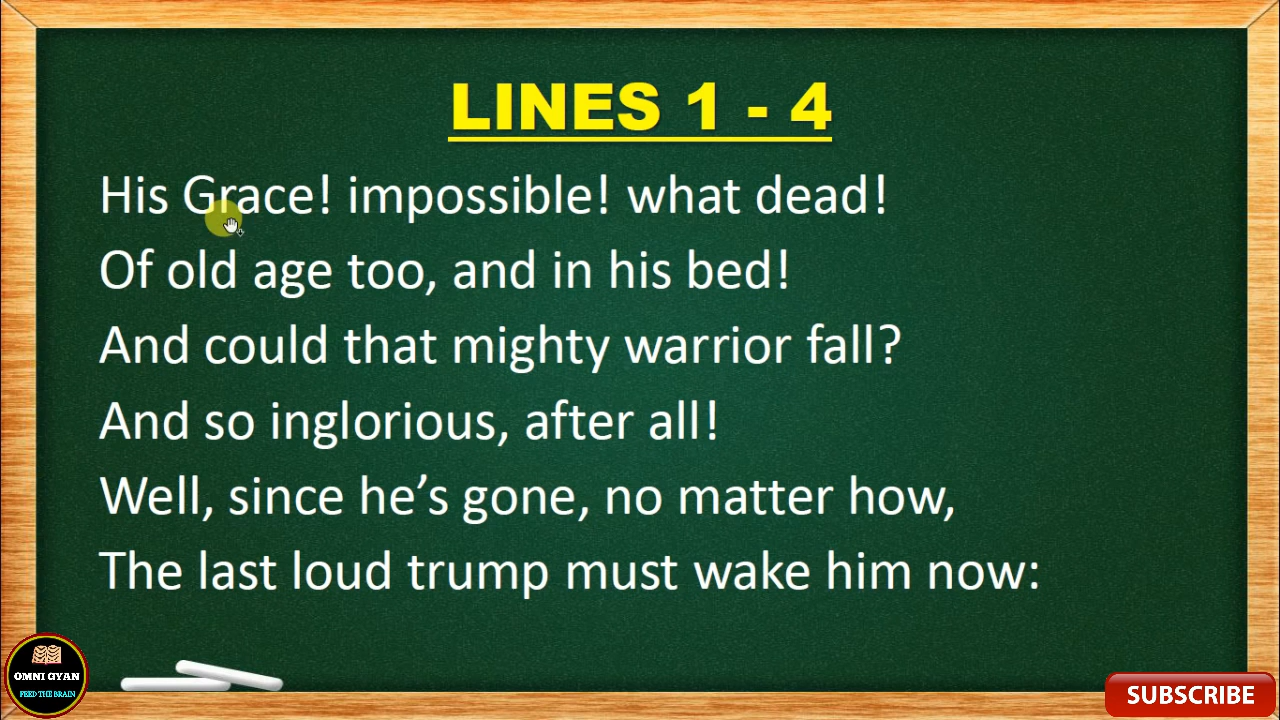 LINES 1 - 4
His Grace! impossible! what dead!
Of old age too, and in his bed!
And could that mighty warrior fall?
And so inglorious, after all!
Well, since he’s gone, no matter how,
The last loud trump must wake him now:
OMNI GYAN
FEED THE BRAIN
SUBSCRIBE